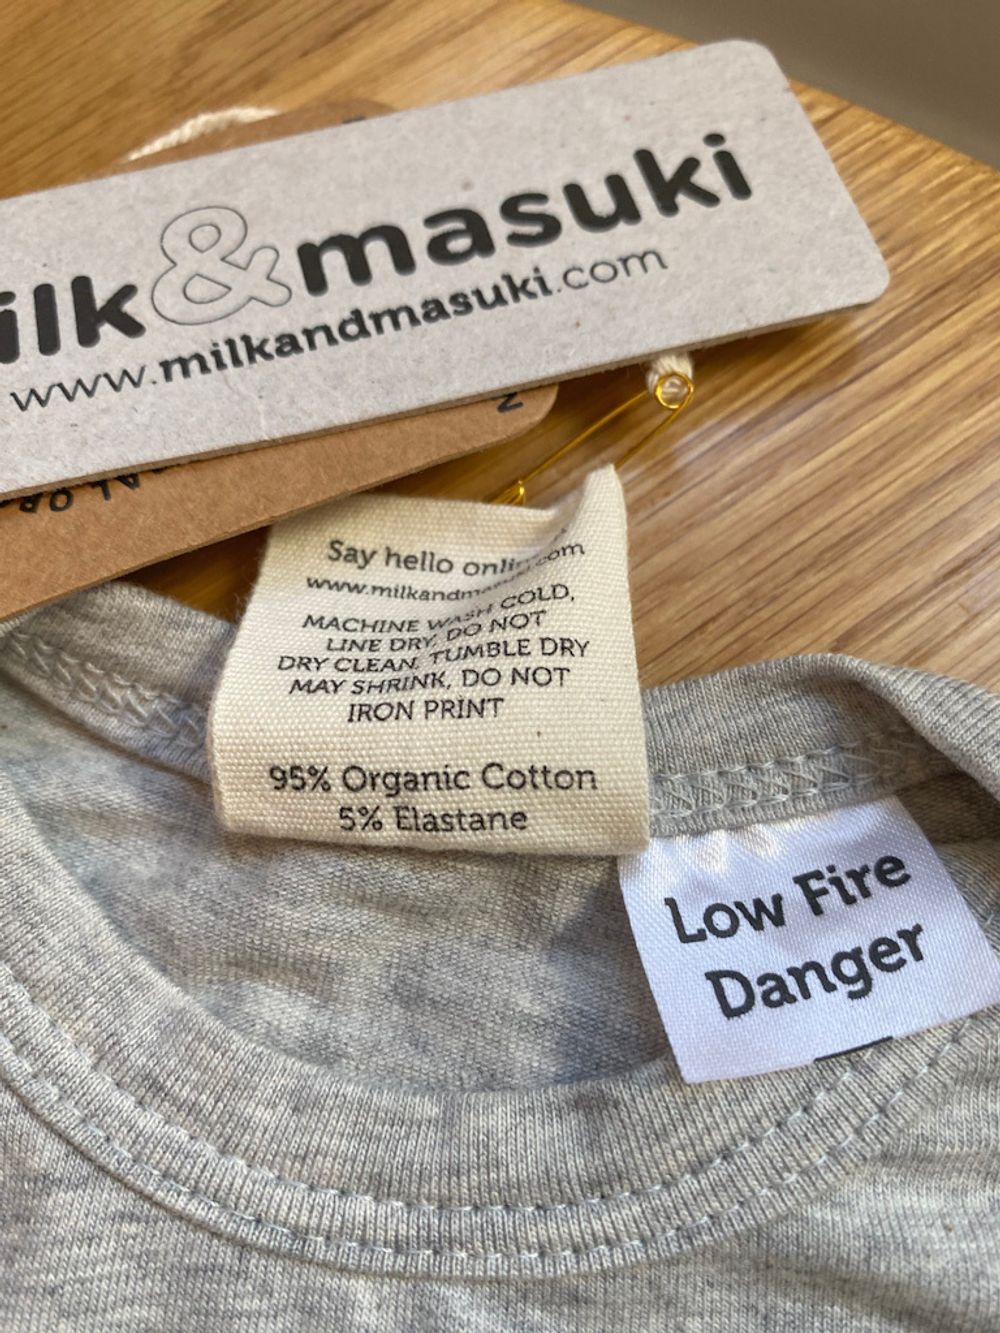 ilk&masuki
www.milkandmasuki.com
Say hello online
MACHINE WASH COLD,
LINE DRY, DO NOT
DRY CLEAN, TUMBLE DRY
MAY SHRINK, DO NOT
IRON PRINT
95% Organic Cotton
5% Elastane
Low Fire
Danger